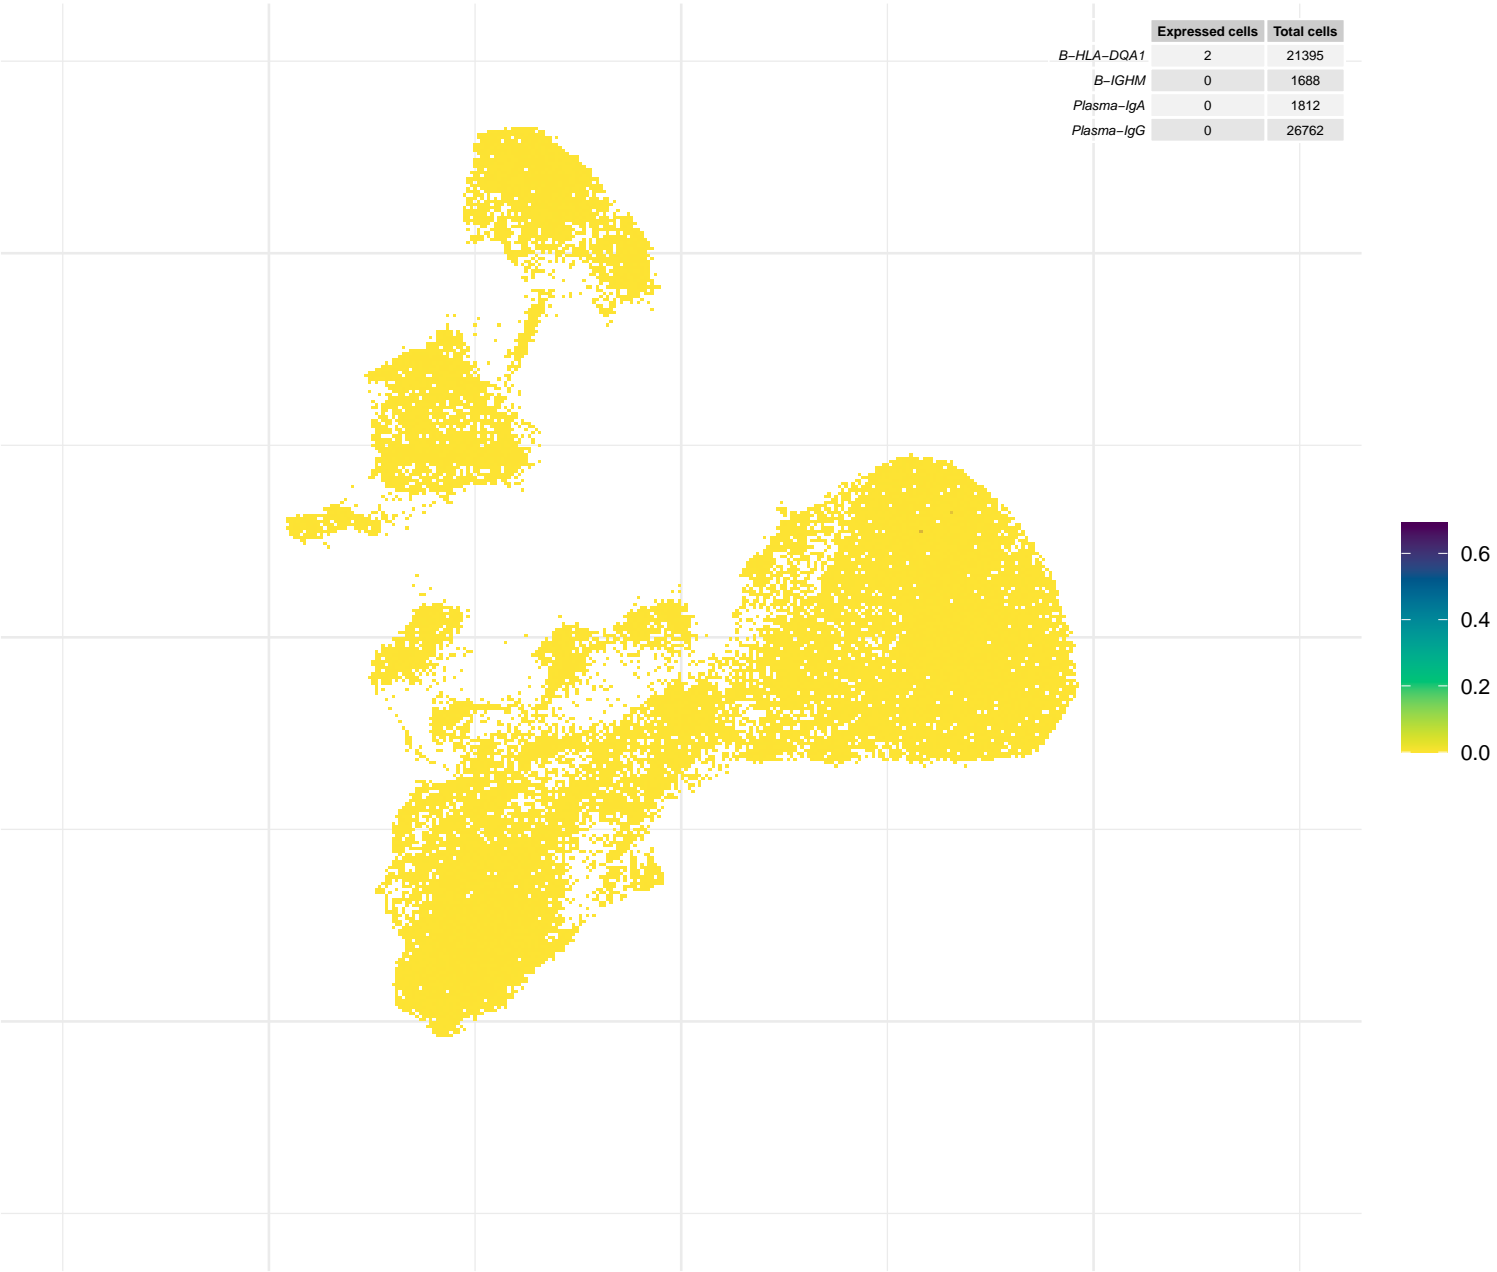 Expressed cells Total cells
B−HLA−DQA1 2 21395
B−IGHM 0 1688
Plasma−IgA 0 1812
Plasma−IgG 0 26762
0.6
0.4
0.2
0.0